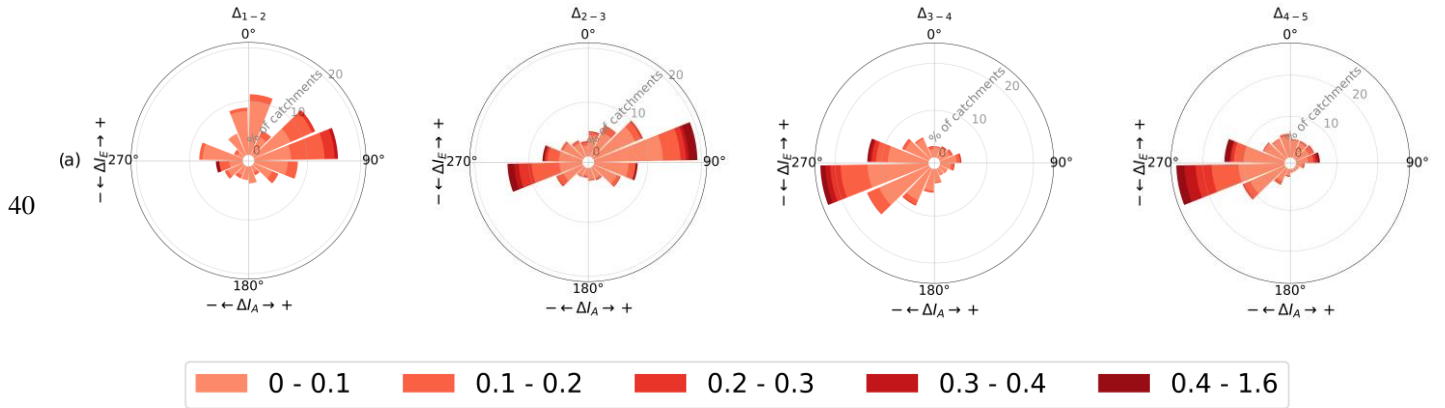 Δ1−2
0°
% of catchments
20
10
0
90°
270°
180°
− ← ΔI_E → +
− ← ΔI_A → +
Δ2−3
0°
% of catchments
20
10
0
90°
270°
180°
− ← ΔI_E → +
− ← ΔI_A → +
Δ3−4
0°
% of catchments
20
10
0
90°
270°
180°
− ← ΔI_E → +
− ← ΔI_A → +
Δ4−5
0°
% of catchments
20
10
0
90°
270°
180°
− ← ΔI_E → +
− ← ΔI_A → +
(a)
40
0 - 0.1
0.1 - 0.2
0.2 - 0.3
0.3 - 0.4
0.4 - 1.6